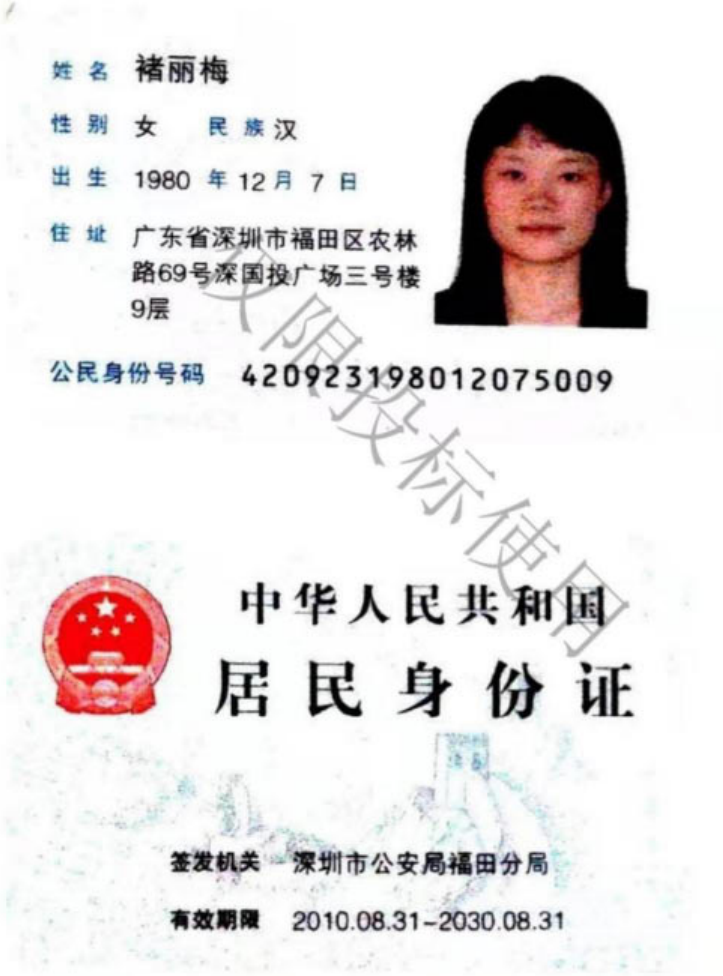 姓名 褚丽梅
性别 女 民族 汉
出生 1980 年 12 月 7 日
住址 广东省深圳市福田区农林
路69号深国投广场三号楼
9层
公民身份号码 420923198012075009
仅限投标使用
中华人民共和国
居民身份证
签发机关 深圳市公安局福田分局
有效期限 2010.08.31-2030.08.31